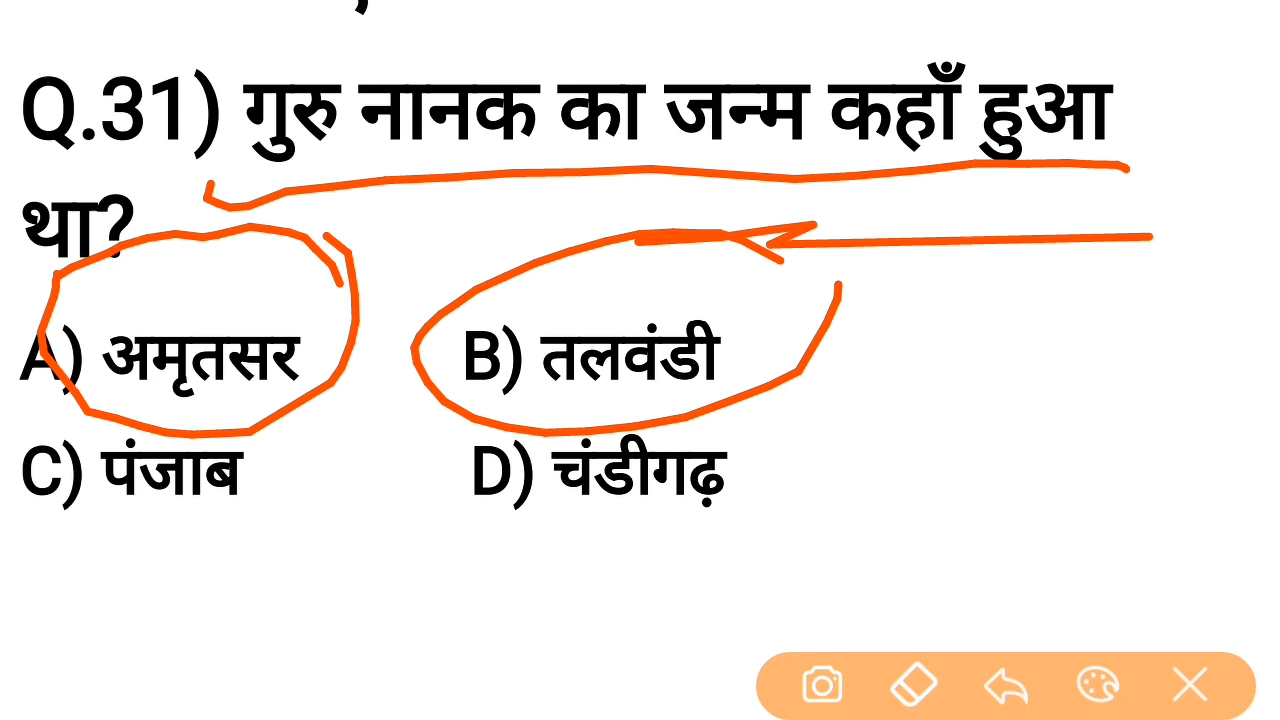 Q.31) गुरु नानक का जन्म कहाँ हुआ
था?
A) अमृतसर B) तलवंडी
C) पंजाब D) चंडीगढ़